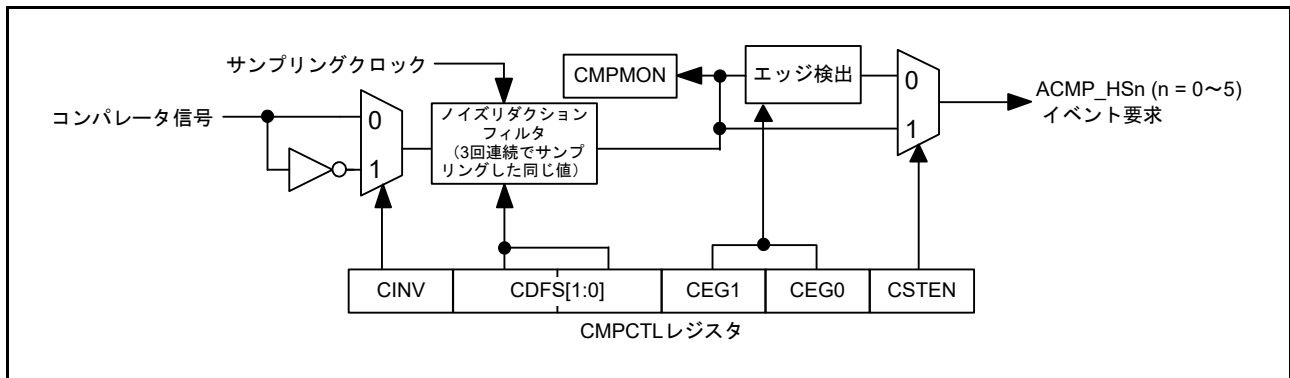 サンプリングクロック
コンパレータ信号
0
1
ノイズリダクション
フィルタ
(3回連続でサンプ
リングした同じ値)
CMPMON
エッジ検出
0
1
ACMP_HSn (n = 0～5)
イベント要求
CINV
CDFS[1:0]
CEG1
CEG0
CSTEN
CMPCTLレジスタ